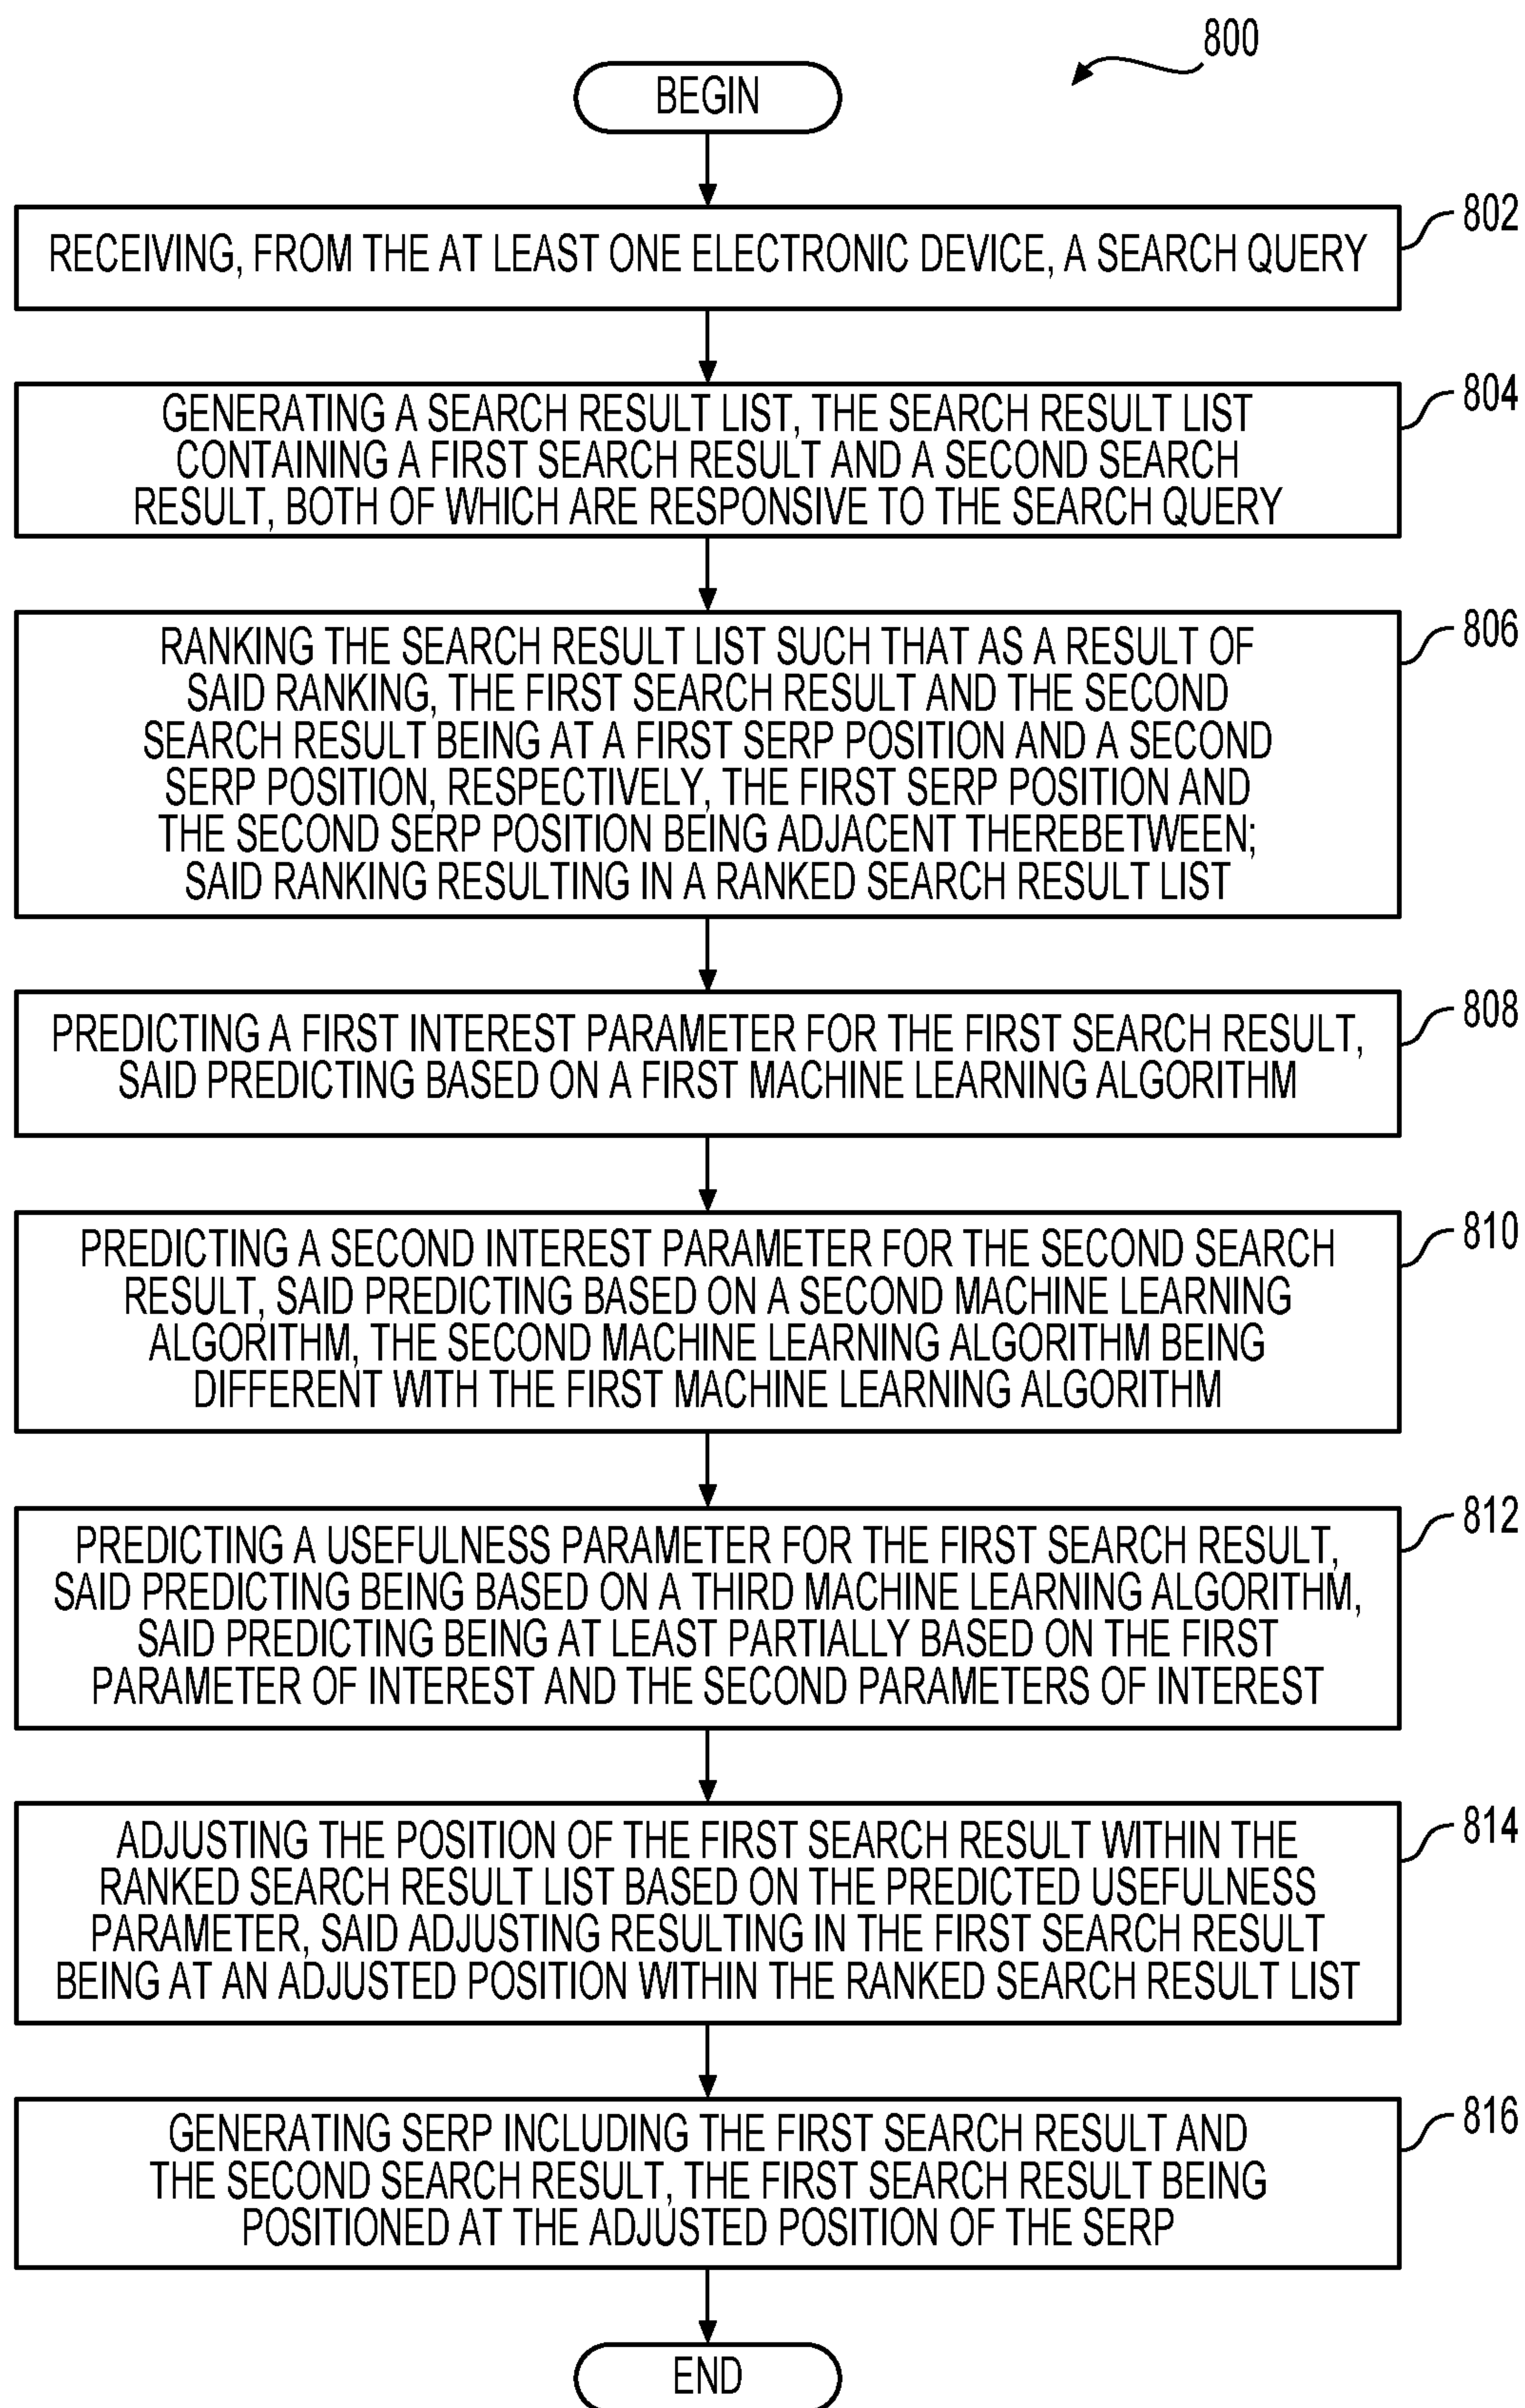 800
BEGIN
802
RECEIVING, FROM THE AT LEAST ONE ELECTRONIC DEVICE, A SEARCH QUERY
804
GENERATING A SEARCH RESULT LIST, THE SEARCH RESULT LIST
CONTAINING A FIRST SEARCH RESULT AND A SECOND SEARCH
RESULT, BOTH OF WHICH ARE RESPONSIVE TO THE SEARCH QUERY
806
RANKING THE SEARCH RESULT LIST SUCH THAT AS A RESULT OF
SAID RANKING, THE FIRST SEARCH RESULT AND THE SECOND
SEARCH RESULT BEING AT A FIRST SERP POSITION AND A SECOND
SERP POSITION, RESPECTIVELY, THE FIRST SERP POSITION AND
THE SECOND SERP POSITION BEING ADJACENT THEREBETWEEN;
SAID RANKING RESULTING IN A RANKED SEARCH RESULT LIST
808
PREDICTING A FIRST INTEREST PARAMETER FOR THE FIRST SEARCH RESULT,
SAID PREDICTING BASED ON A FIRST MACHINE LEARNING ALGORITHM
810
PREDICTING A SECOND INTEREST PARAMETER FOR THE SECOND SEARCH
RESULT, SAID PREDICTING BASED ON A SECOND MACHINE LEARNING
ALGORITHM, THE SECOND MACHINE LEARNING ALGORITHM BEING
DIFFERENT WITH THE FIRST MACHINE LEARNING ALGORITHM
812
PREDICTING A USEFULNESS PARAMETER FOR THE FIRST SEARCH RESULT,
SAID PREDICTING BEING BASED ON A THIRD MACHINE LEARNING ALGORITHM,
SAID PREDICTING BEING AT LEAST PARTIALLY BASED ON THE FIRST
PARAMETER OF INTEREST AND THE SECOND PARAMETERS OF INTEREST
814
ADJUSTING THE POSITION OF THE FIRST SEARCH RESULT WITHIN THE
RANKED SEARCH RESULT LIST BASED ON THE PREDICTED USEFULNESS
PARAMETER, SAID ADJUSTING RESULTING IN THE FIRST SEARCH RESULT
BEING AT AN ADJUSTED POSITION WITHIN THE RANKED SEARCH RESULT LIST
816
GENERATING SERP INCLUDING THE FIRST SEARCH RESULT AND
THE SECOND SEARCH RESULT, THE FIRST SEARCH RESULT BEING
POSITIONED AT THE ADJUSTED POSITION OF THE SERP
END